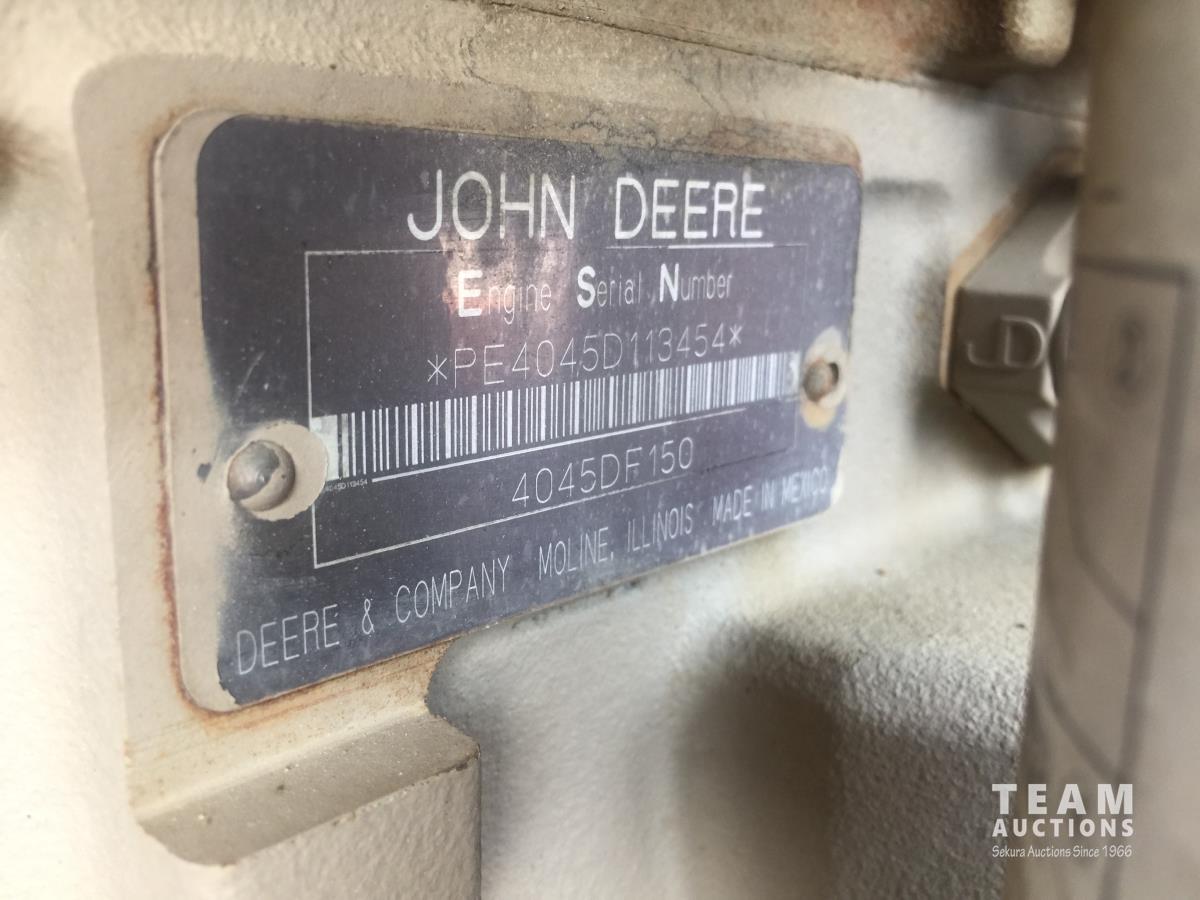 JOHN DEERE
Engine Serial Number
*PE4045D113454*
4045D113454
4045DF150
DEERE & COMPANY MOLINE, ILLINOIS MADE IN MEXICO
JD
TEAM
AUCTIONS
Sekura Auctions Since 1966